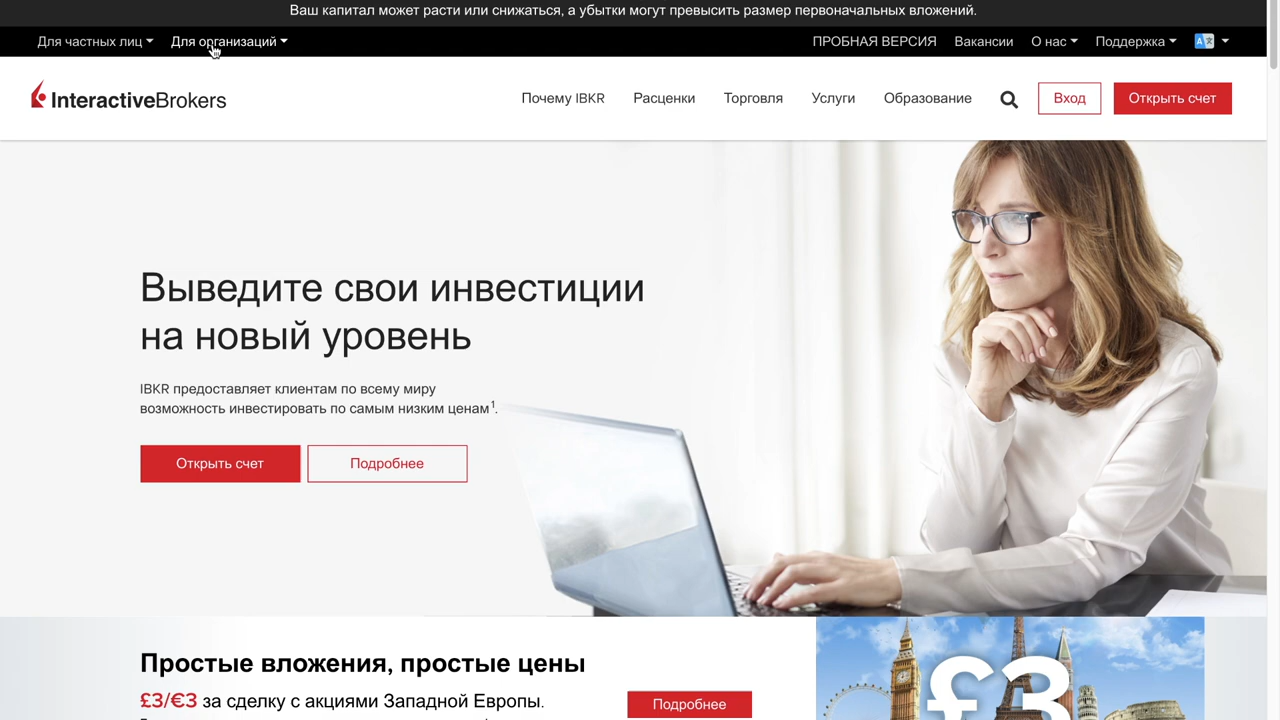 Ваш капитал может расти или снижаться, а убытки могут превысить размер первоначальных вложений.
Для частных лиц Для организаций ПРОБНАЯ ВЕРСИЯ Вакансии О нас Поддержка
InteractiveBrokers Почему IBKR Расценки Торговля Услуги Образование Вход Открыть счет
Выведите свои инвестиции
на новый уровень
IBKR предоставляет клиентам по всему миру
возможность инвестировать по самым низким ценам¹.
Открыть счет Подробнее
Простые вложения, простые цены
£3/€3 за сделку с акциями Западной Европы.
Подробнее
£3